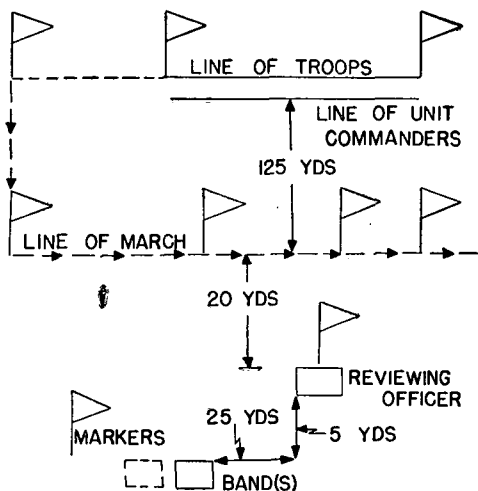 LINE OF TROOPS
LINE OF UNIT
COMMANDERS
125 YDS
LINE OF MARCH
20 YDS
REVIEWING
OFFICER
25 YDS
5 YDS
MARKERS
BAND(S)